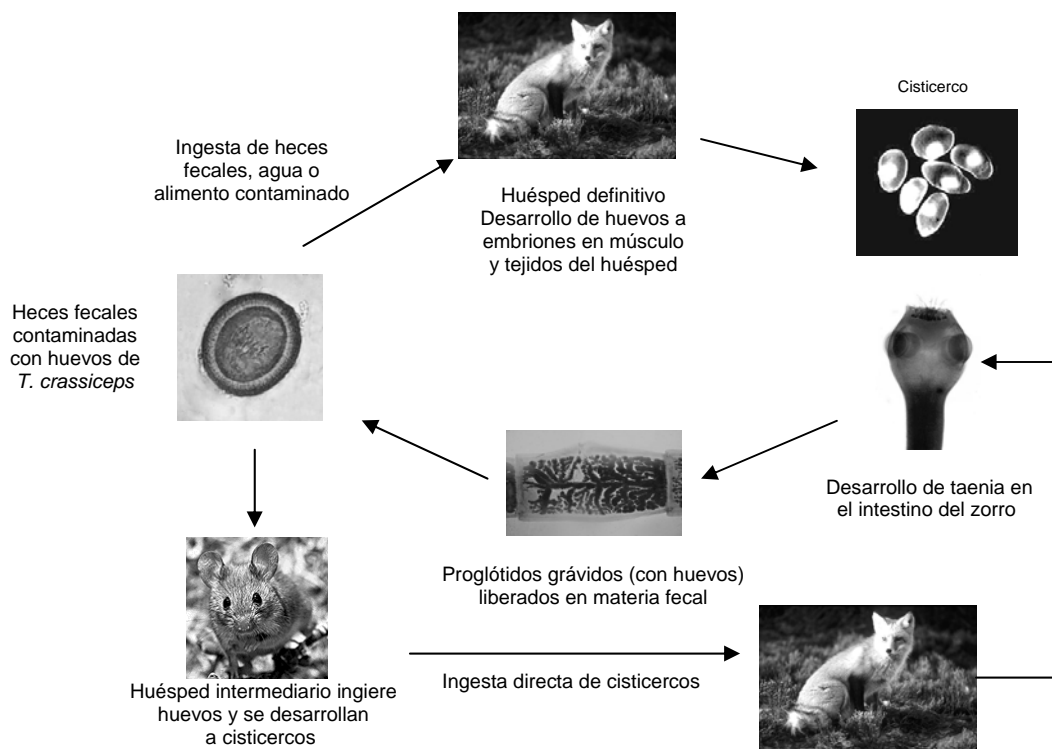 Cisticerco
Ingesta de heces
fecales, agua o
alimento contaminado
Huésped definitivo
Desarrollo de huevos a
embriones en músculo
y tejidos del huésped
Heces fecales
contaminadas
con huevos de
T. crassiceps
Desarrollo de taenia en
el intestino del zorro
Proglótidos grávidos (con huevos)
liberados en materia fecal
Huésped intermediario ingiere
huevos y se desarrollan
a cisticercos
Ingesta directa de cisticercos